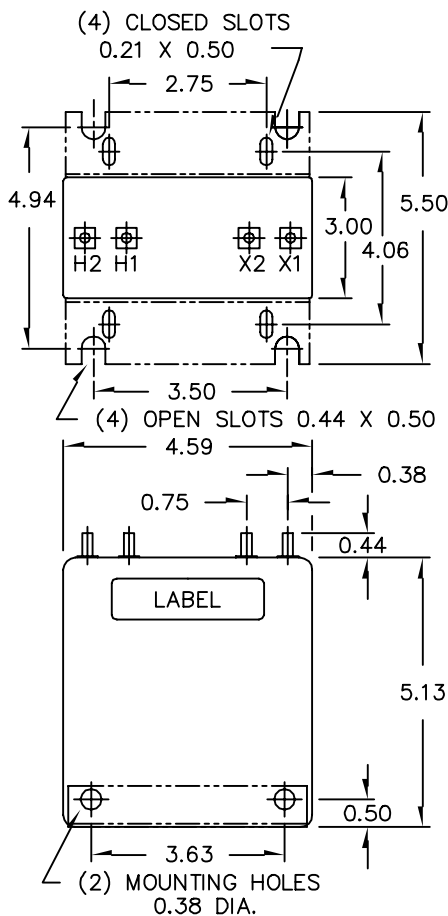 (4) CLOSED SLOTS
0.21 X 0.50
2.75
4.94
3.00
4.06
5.50
H2 H1 X2 X1
3.50
(4) OPEN SLOTS 0.44 X 0.50
4.59
0.38
0.75
0.44
LABEL
5.13
0.50
3.63
(2) MOUNTING HOLES
0.38 DIA.